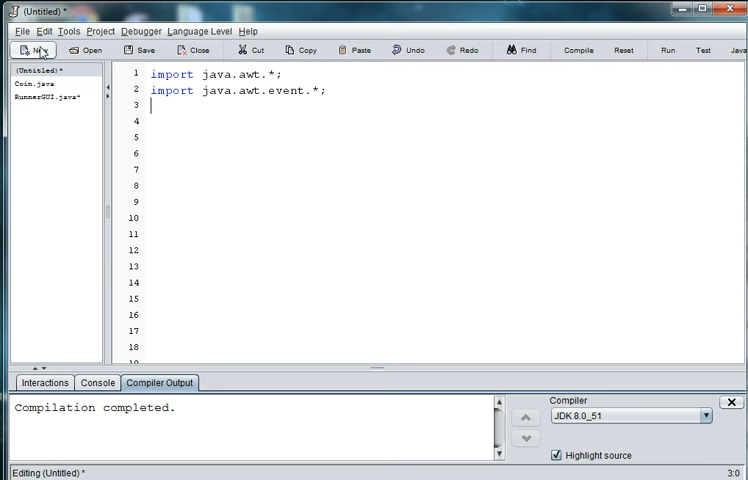 (Untitled) *
File Edit Tools Project Debugger Language Level Help
New Open Save Close Cut Copy Paste Undo Redo Find Compile Reset Run Test Java
(Untitled)*
Coin.java
RunnerGUI.java*
1 import java.awt.*;
2 import java.awt.event.*;
3
4
5
6
7
8
9
10
11
12
13
14
15
16
17
18
19
Interactions Console Compiler Output
Compilation completed.
Compiler
JDK 8.0_51
Highlight source
Editing (Untitled) * 3:0